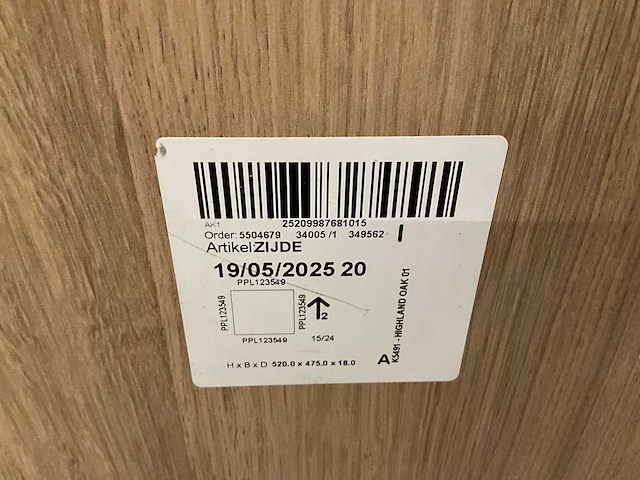 AK1 25209987681015
Order: 5504679 34005 /1 349562
Artikel: ZIJDE
19/05/2025 20
PPL123549
PPL123549
PPL123549
2
PPL123549
15/24
H x B x D 520.0 x 475.0 x 18.0
A
K5491 - HIGHLAND OAK 01